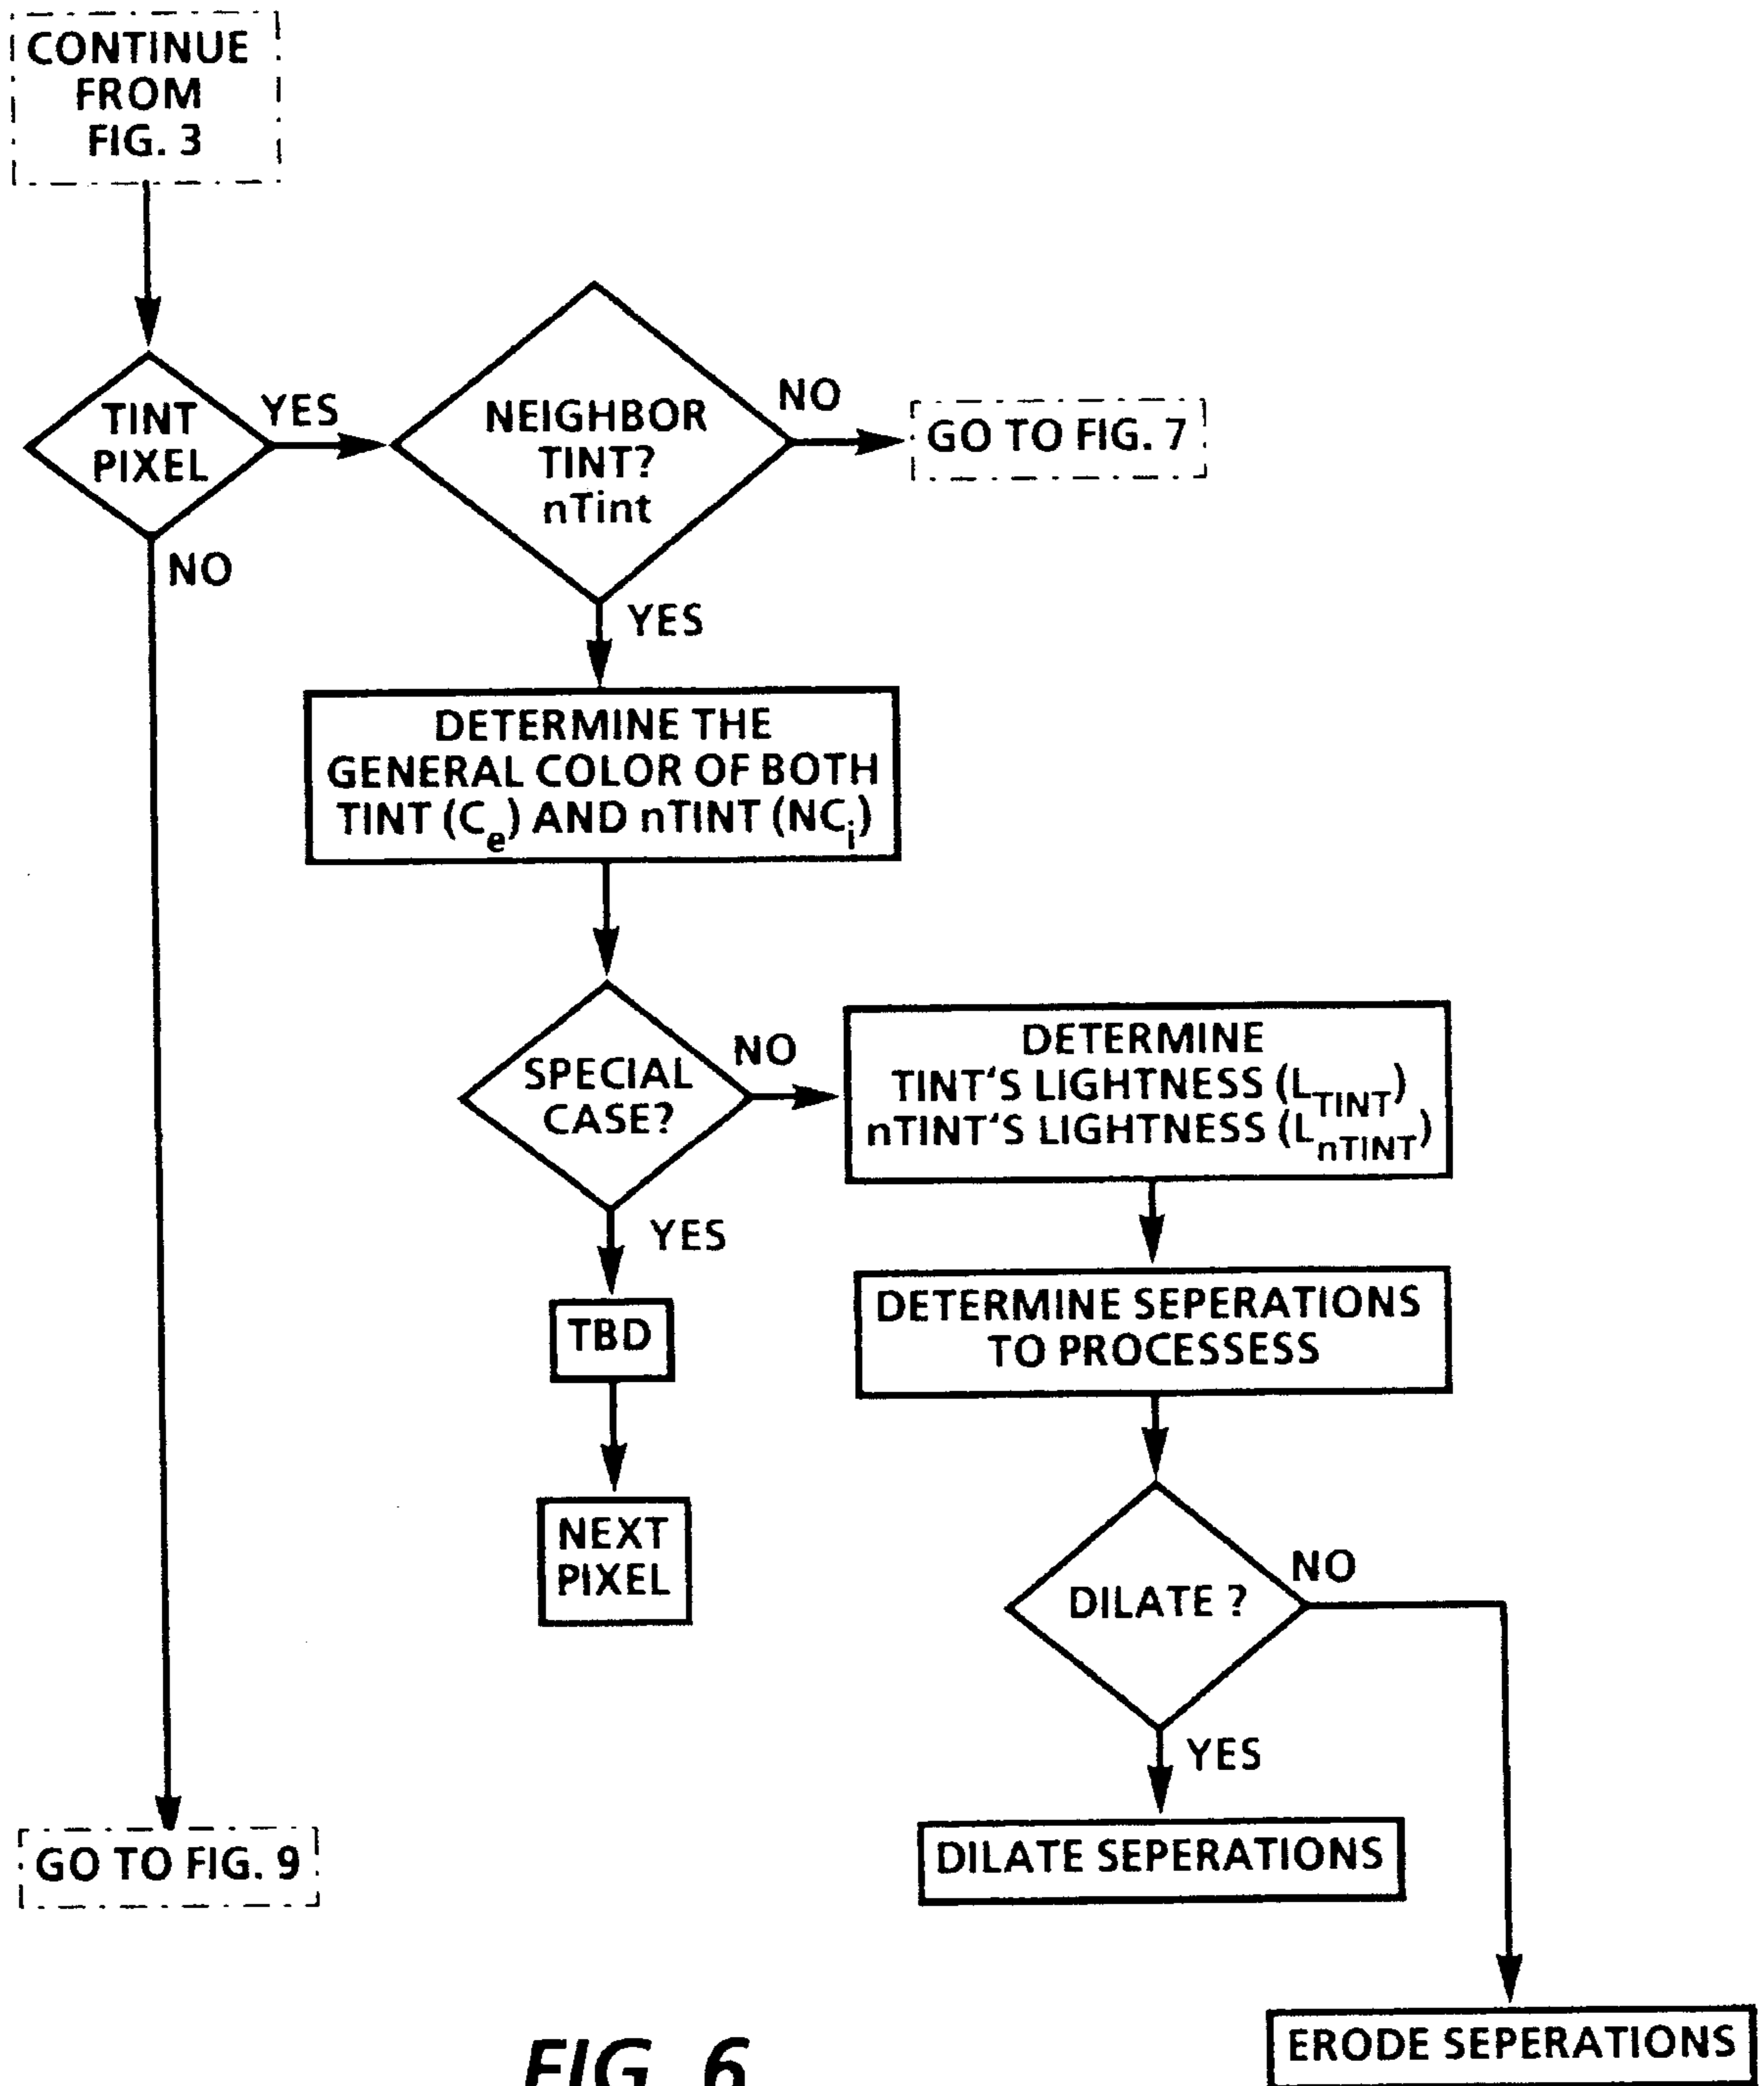 CONTINUE
FROM
FIG. 3
TINT
PIXEL
YES
NO
NEIGHBOR
TINT?
nTint
NO
GO TO FIG. 7
YES
DETERMINE THE
GENERAL COLOR OF BOTH
TINT (Ce) AND nTINT (NCi)
SPECIAL
CASE?
NO
DETERMINE
TINT'S LIGHTNESS (LTINT)
nTINT'S LIGHTNESS (LnTINT)
YES
TBD
NEXT
PIXEL
DETERMINE SEPERATIONS
TO PROCESSESS
DILATE ?
NO
YES
DILATE SEPERATIONS
GO TO FIG. 9
ERODE SEPERATIONS
FIG. 6